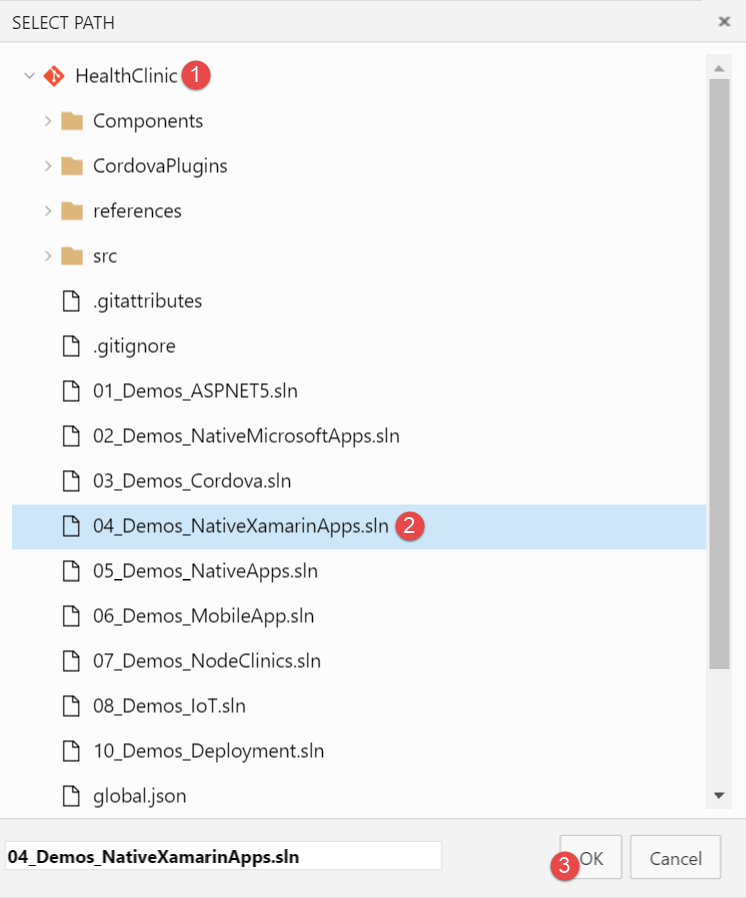 SELECT PATH
HealthClinic 1
Components
CordovaPlugins
references
src
.gitattributes
.gitignore
01_Demos_ASPNET5.sln
02_Demos_NativeMicrosoftApps.sln
03_Demos_Cordova.sln
04_Demos_NativeXamarinApps.sln 2
05_Demos_NativeApps.sln
06_Demos_MobileApp.sln
07_Demos_NodeClinics.sln
08_Demos_IoT.sln
10_Demos_Deployment.sln
global.json
04_Demos_NativeXamarinApps.sln 3 OK Cancel